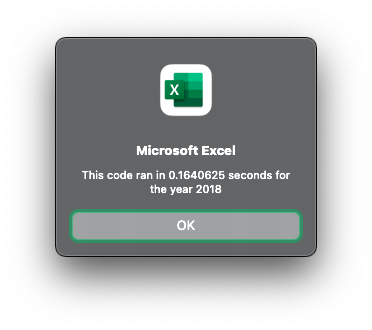 X
Microsoft Excel
This code ran in 0.1640625 seconds for
the year 2018
OK